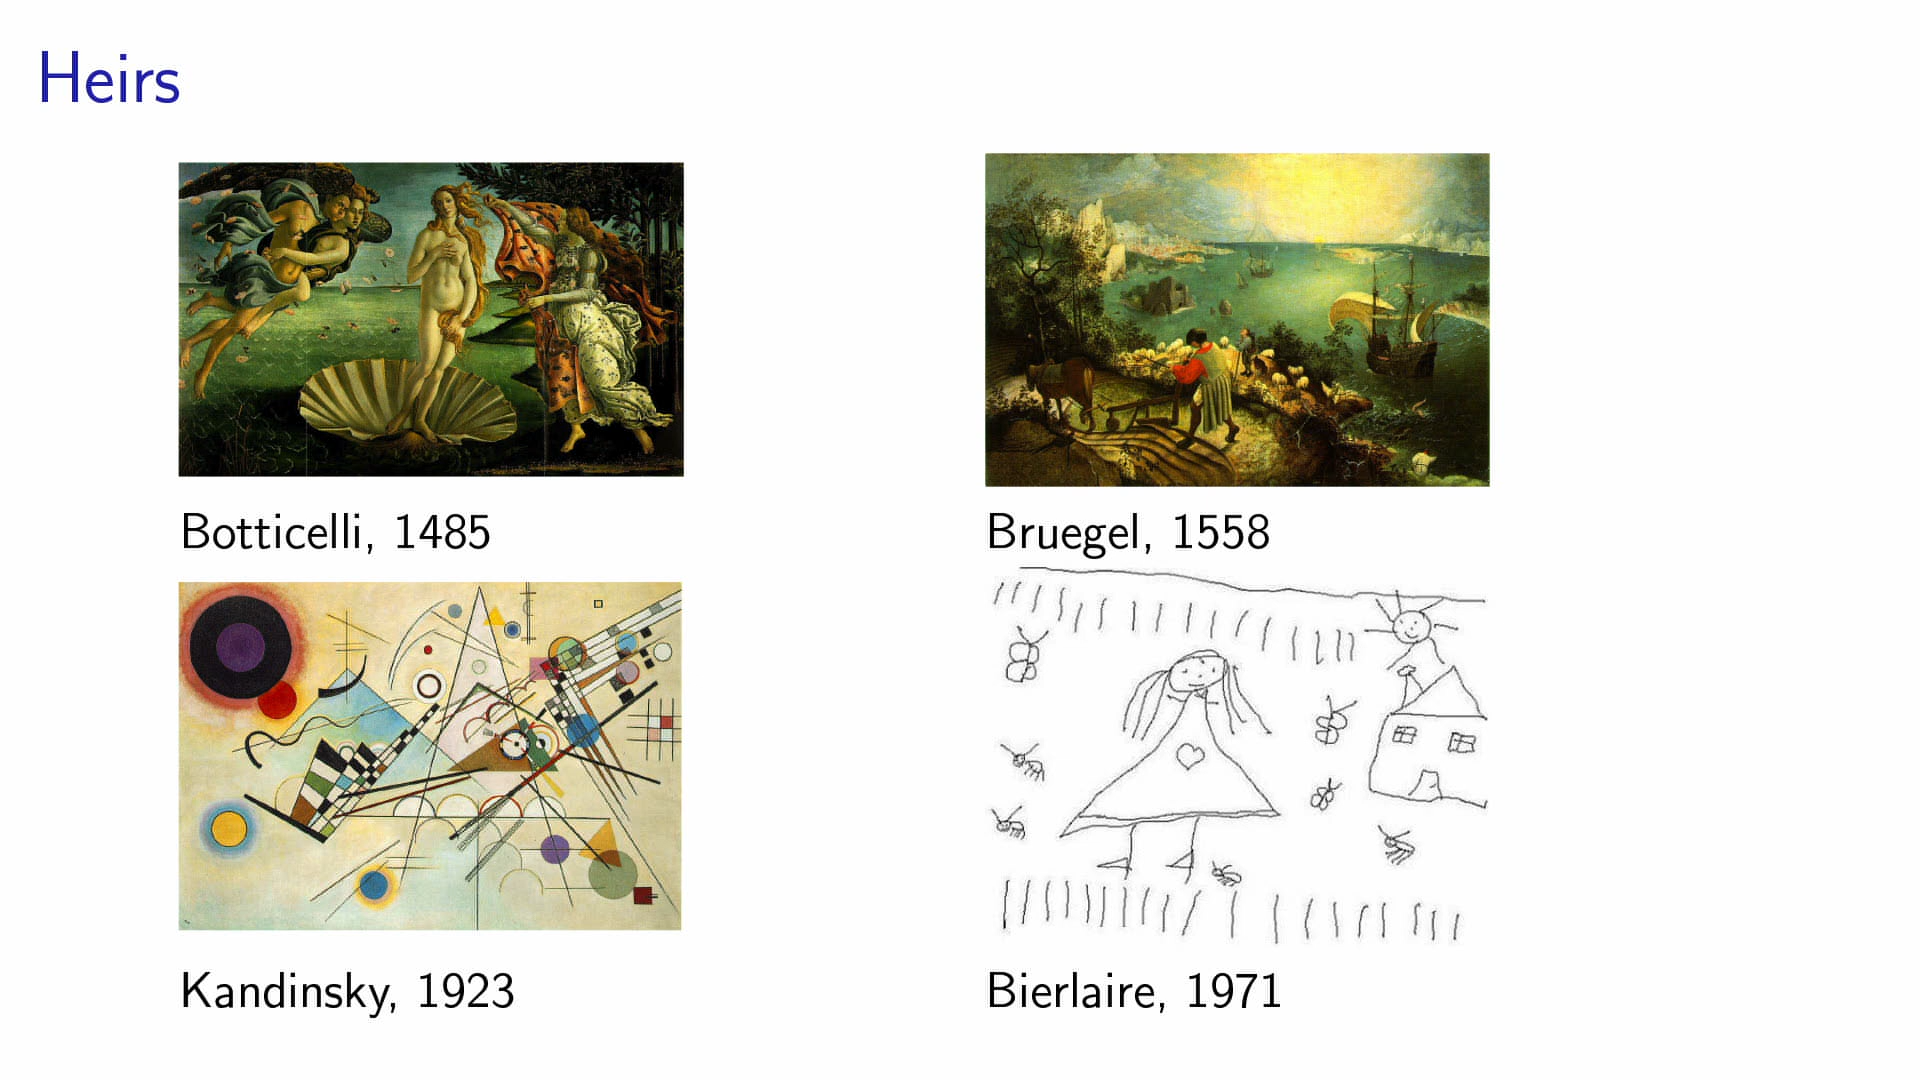 Heirs
Botticelli, 1485
Bruegel, 1558
Kandinsky, 1923
Bierlaire, 1971